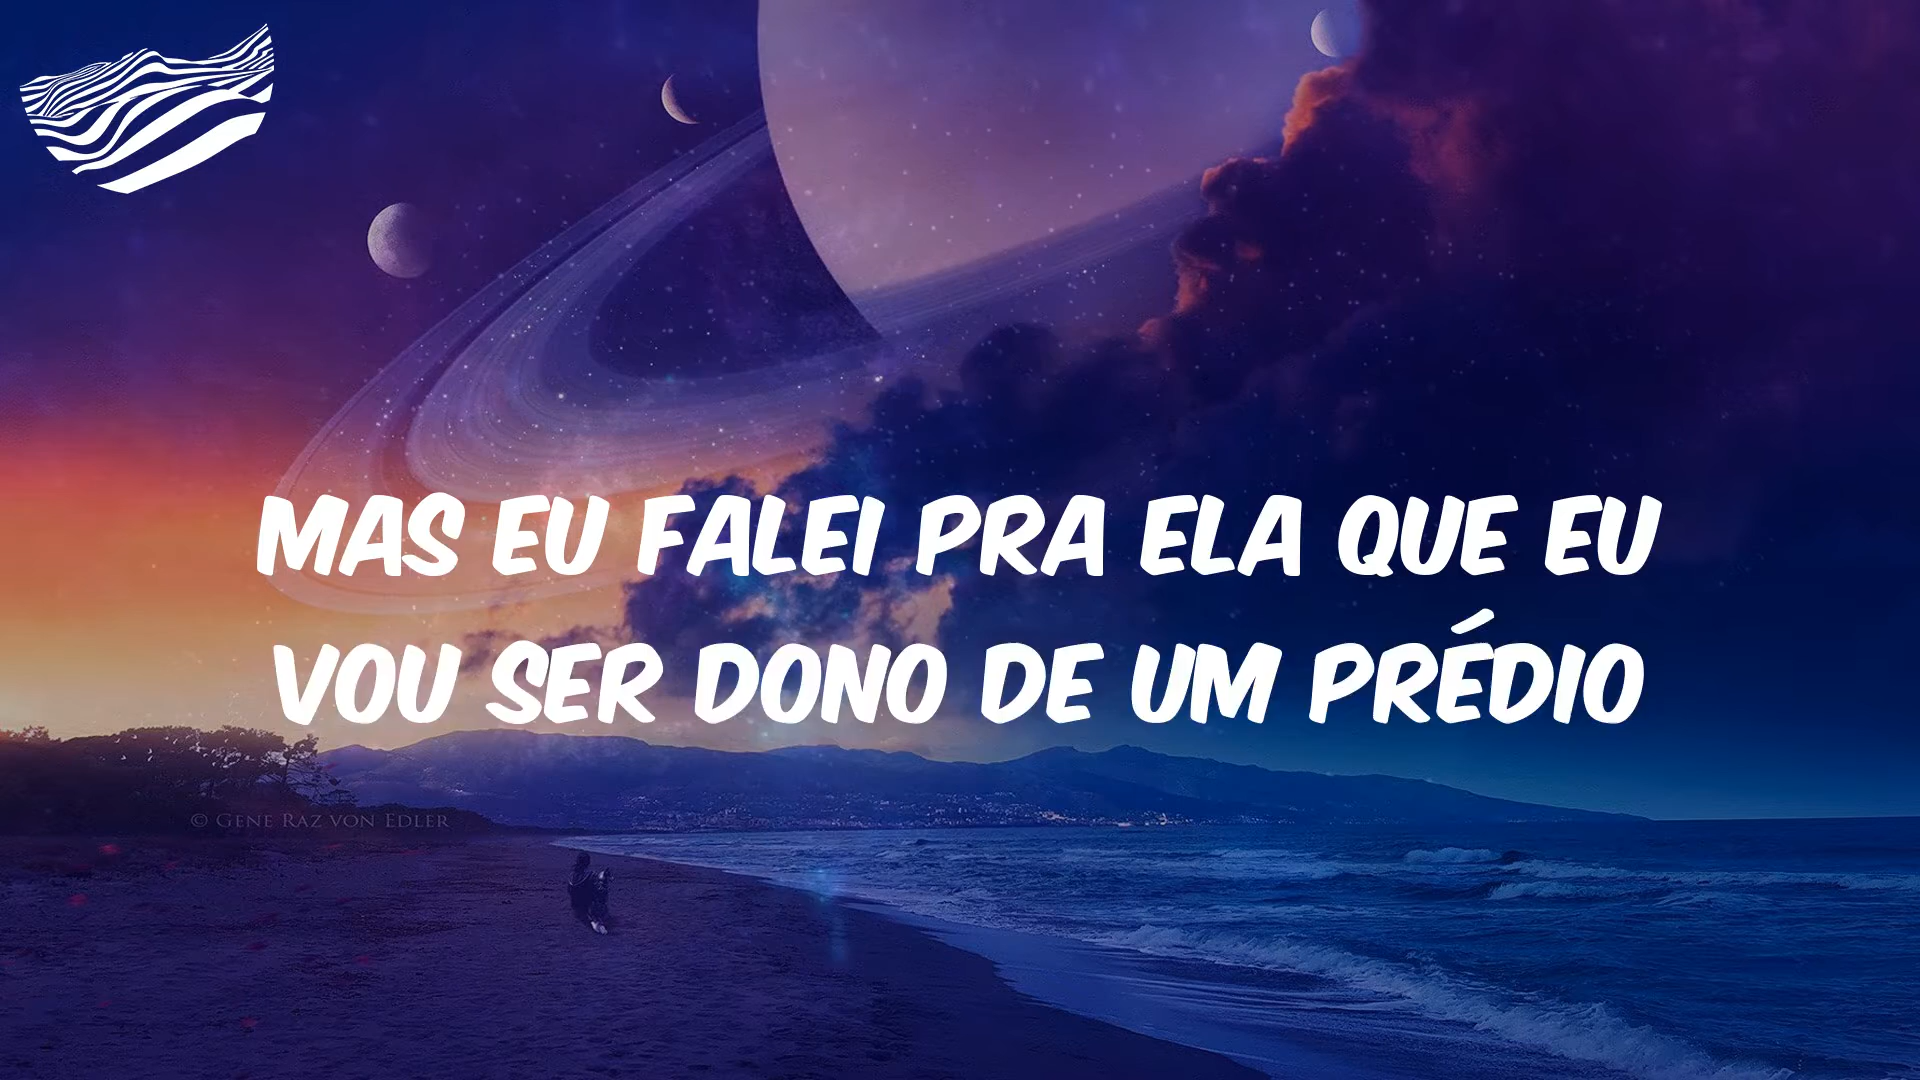 MAS EU FALEI PRA ELA QUE EU
VOU SER DONO DE UM PRÉDIO
© GENE RAZ VON EDLER